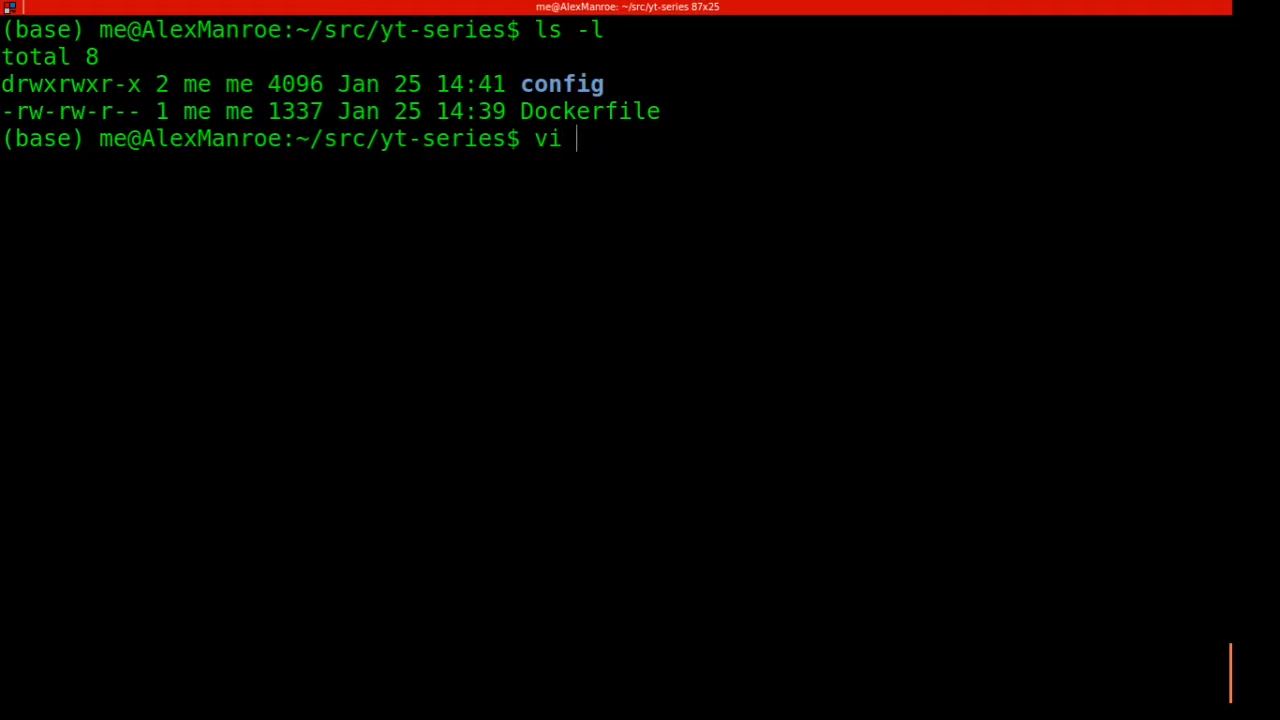 me@AlexManroe: ~/src/yt-series 87x25
(base) me@AlexManroe:~/src/yt-series$ ls -l
total 8
drwxrwxr-x 2 me me 4096 Jan 25 14:41 config
-rw-rw-r-- 1 me me 1337 Jan 25 14:39 Dockerfile
(base) me@AlexManroe:~/src/yt-series$ vi